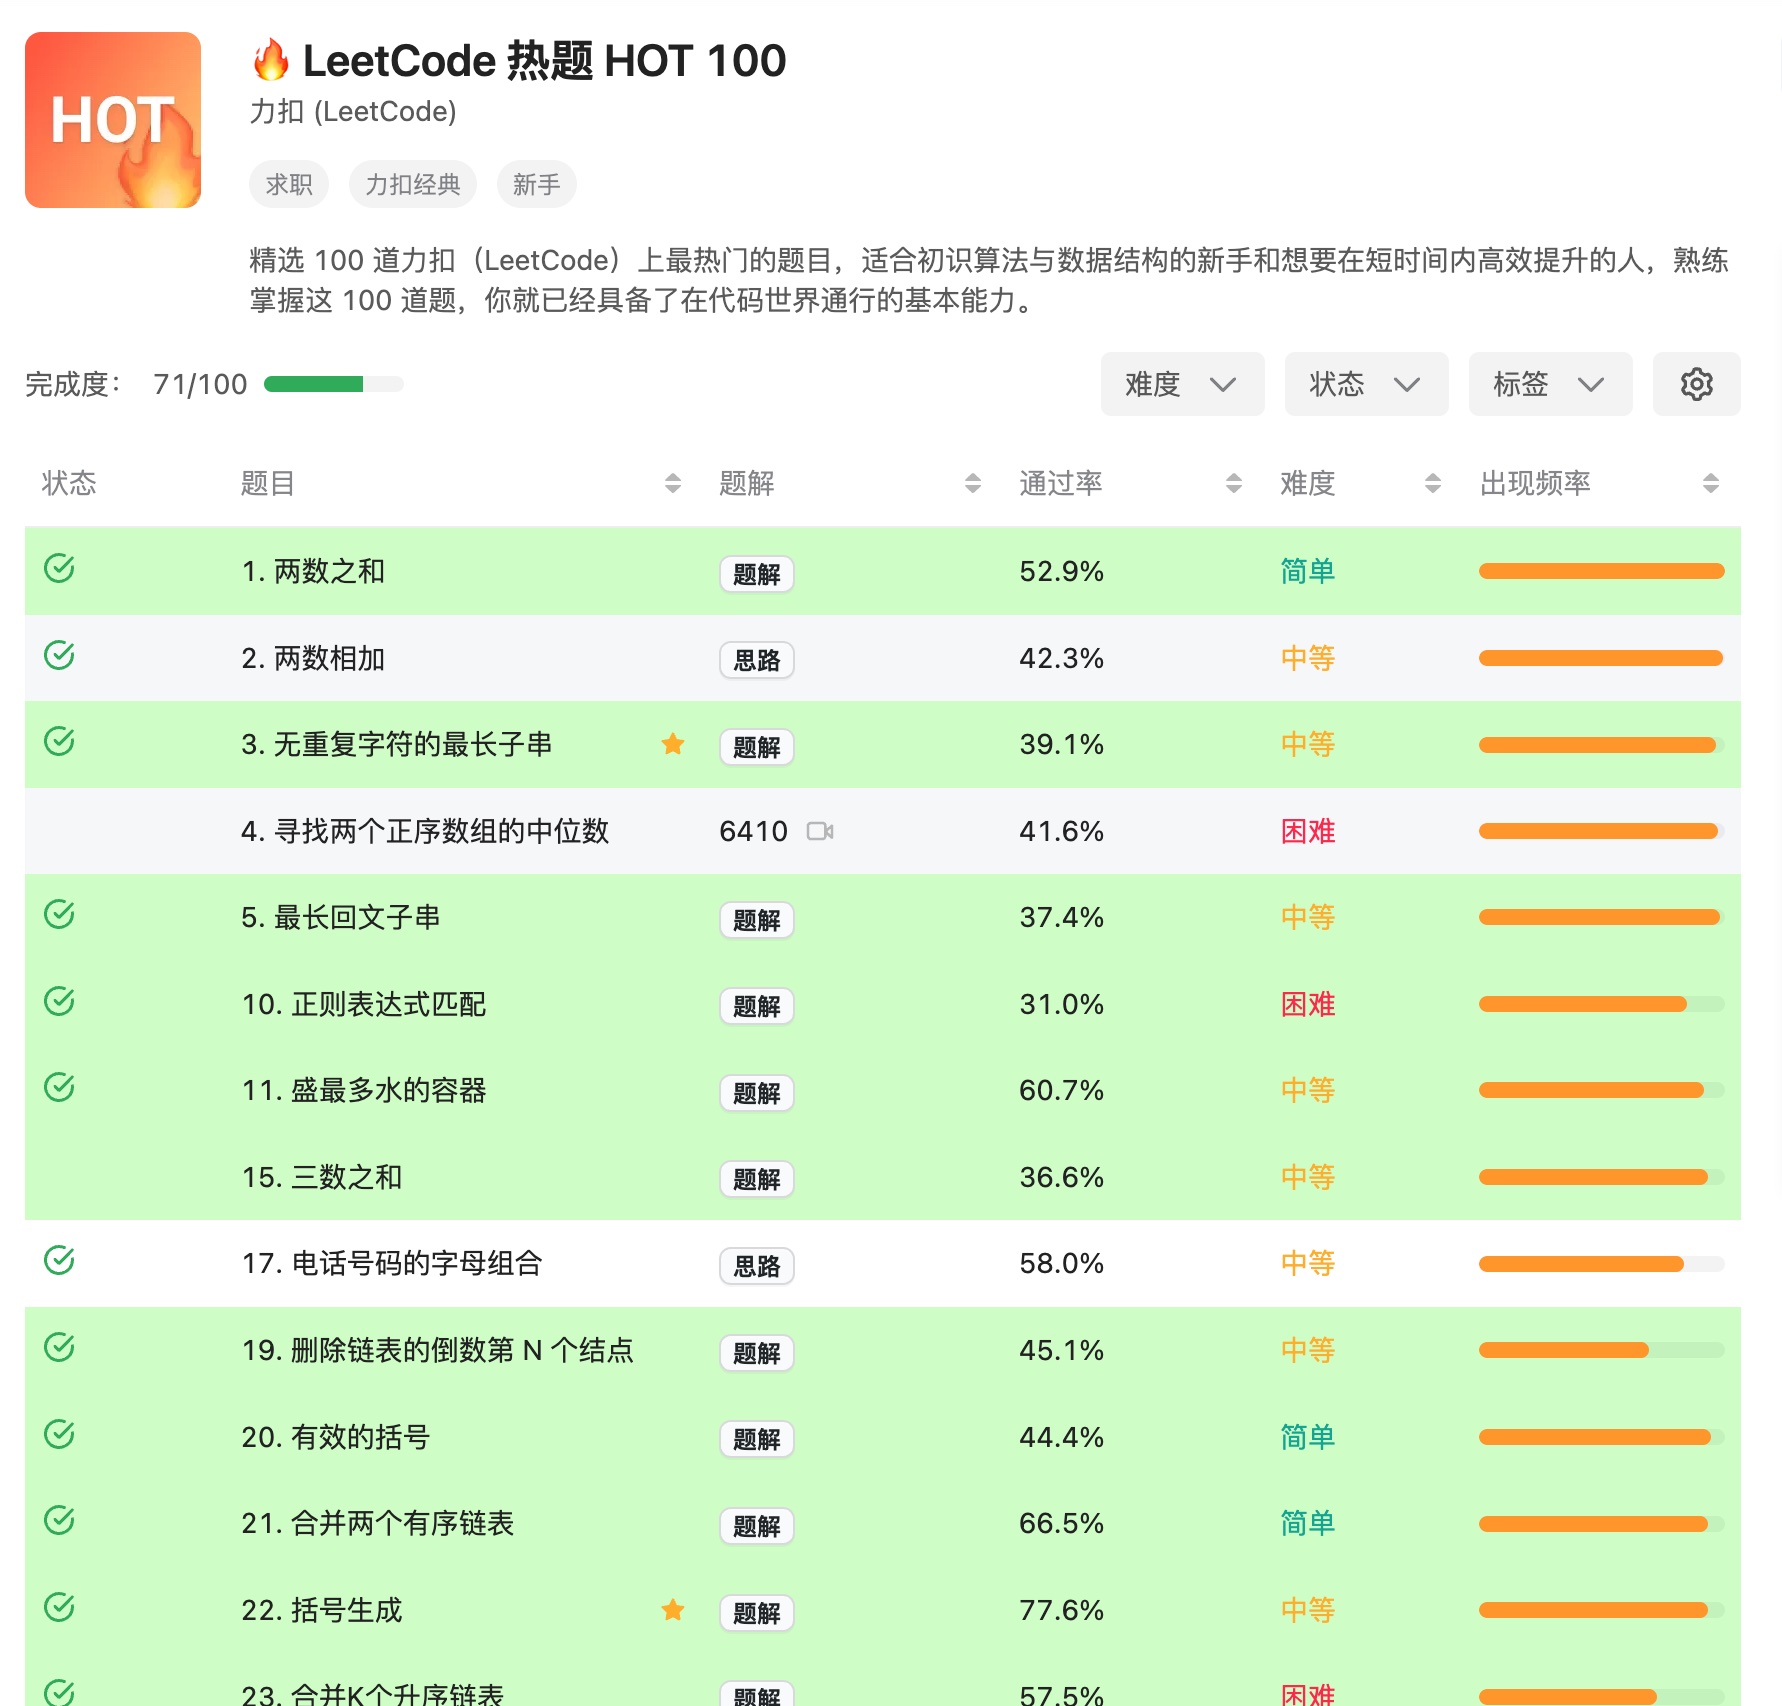 HOT
🔥 LeetCode 热题 HOT 100
力扣 (LeetCode)
求职 力扣经典 新手
精选 100 道力扣（LeetCode）上最热门的题目，适合初识算法与数据结构的新手和想要在短时间内高效提升的人，熟练
掌握这 100 道题，你就已经具备了在代码世界通行的基本能力。
完成度： 71/100 难度 状态 标签
状态 题目 题解 通过率 难度 出现频率
1. 两数之和 题解 52.9% 简单
2. 两数相加 思路 42.3% 中等
3. 无重复字符的最长子串 题解 39.1% 中等
4. 寻找两个正序数组的中位数 6410 41.6% 困难
5. 最长回文子串 题解 37.4% 中等
10. 正则表达式匹配 题解 31.0% 困难
11. 盛最多水的容器 题解 60.7% 中等
15. 三数之和 题解 36.6% 中等
17. 电话号码的字母组合 思路 58.0% 中等
19. 删除链表的倒数第 N 个结点 题解 45.1% 中等
20. 有效的括号 题解 44.4% 简单
21. 合并两个有序链表 题解 66.5% 简单
22. 括号生成 题解 77.6% 中等
23. 合并K个升序链表 题解 57.5% 困难